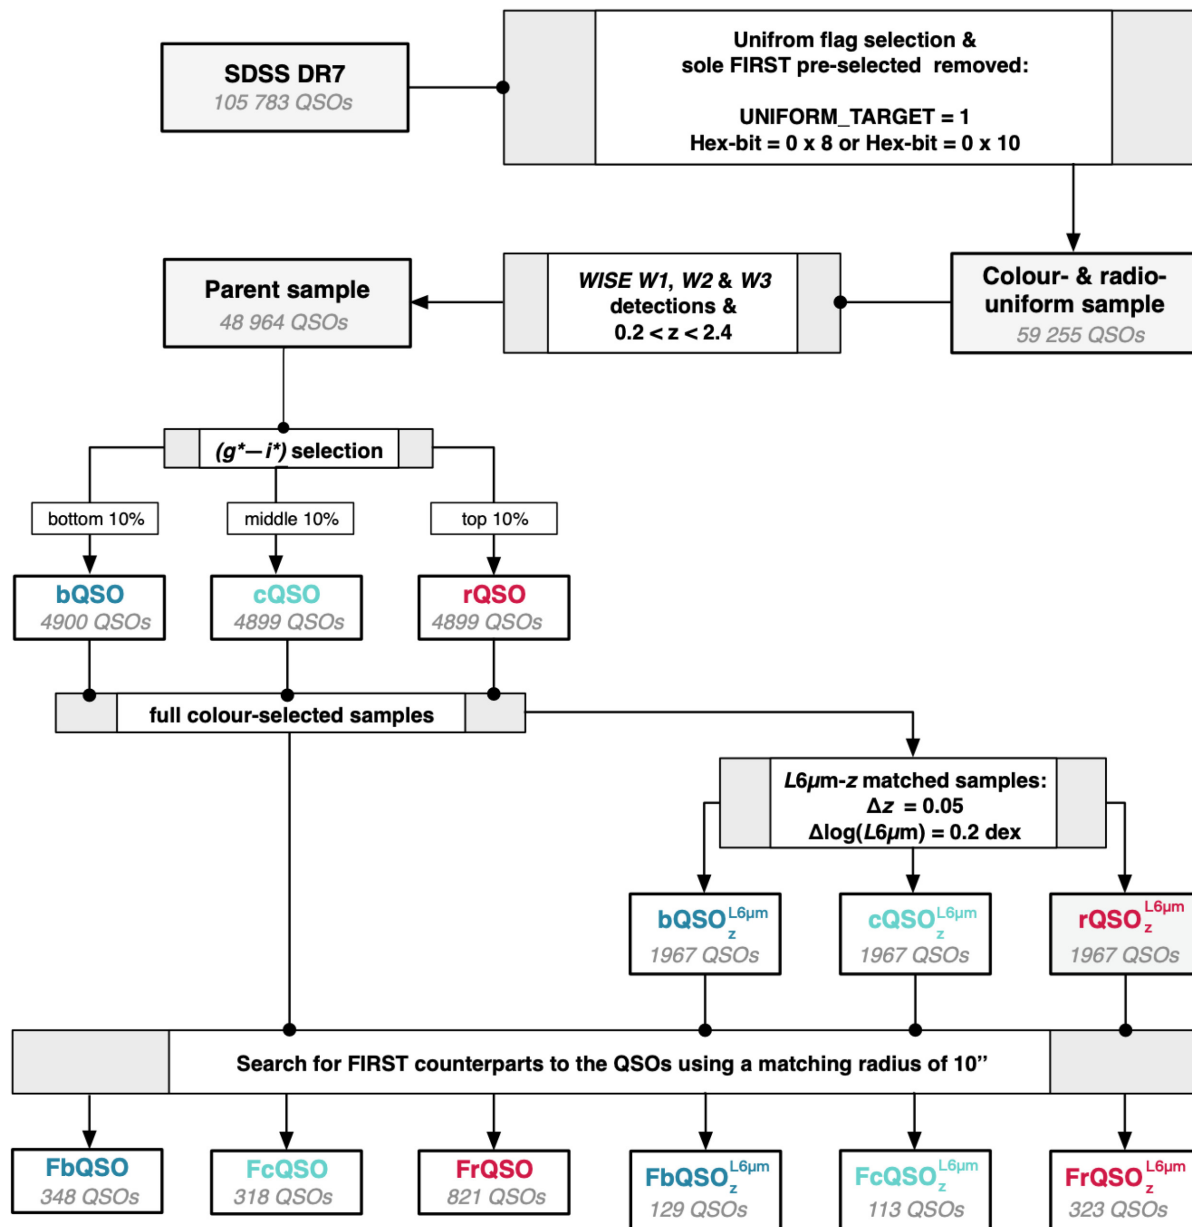 SDSS DR7
105 783 QSOs
Unifrom flag selection &
sole FIRST pre-selected removed:
UNIFORM_TARGET = 1
Hex-bit = 0 x 8 or Hex-bit = 0 x 10
Parent sample
48 964 QSOs
WISE W1, W2 & W3
detections &
0.2 < z < 2.4
Colour- & radio-
uniform sample
59 255 QSOs
(g*—i*) selection
bottom 10%
middle 10%
top 10%
bQSO
4900 QSOs
cQSO
4899 QSOs
rQSO
4899 QSOs
full colour-selected samples
L6µm-z matched samples:
Δz = 0.05
Δlog(L6µm) = 0.2 dex
bQSO L6µm z
1967 QSOs
cQSO L6µm z
1967 QSOs
rQSO L6µm z
1967 QSOs
Search for FIRST counterparts to the QSOs using a matching radius of 10’’
FbQSO
348 QSOs
FcQSO
318 QSOs
FrQSO
821 QSOs
FbQSO L6µm z
129 QSOs
FcQSO L6µm z
113 QSOs
FrQSO L6µm z
323 QSOs